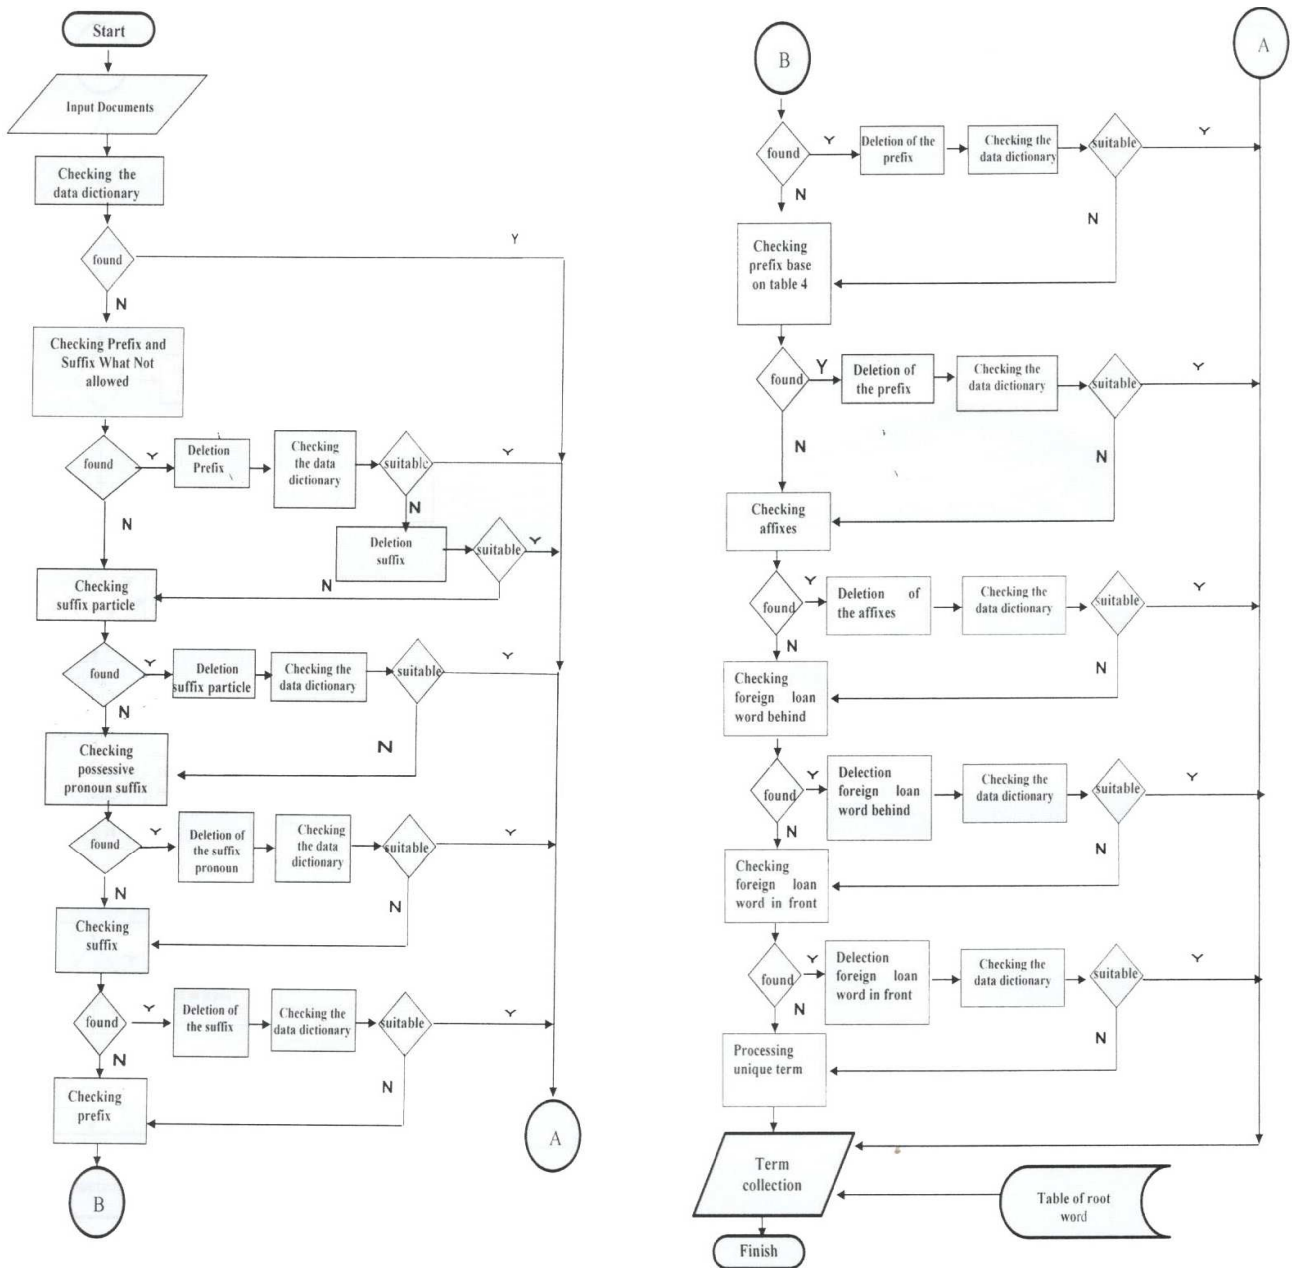 Start
Input Documents
Checking the
data dictionary
found
Y
N
Checking Prefix and
Suffix What Not
allowed
found
Y
Deletion
Prefix
Checking
the data
dictionary
suitable
Y
N
N
Deletion
suffix
suitable
Y
N
Checking
suffix particle
found
Y
Deletion
suffix particle
Checking the
data dictionary
suitable
Y
N
N
Checking
possessive
pronoun suffix
found
Y
Deletion of
the suffix
pronoun
Checking
the data
dictionary
suitable
Y
N
N
Checking
suffix
found
Y
Deletion of
the suffix
Checking the
data dictionary
suitable
Y
N
N
Checking
prefix
B
A
B
A
found
Y
Deletion of the
prefix
Checking the
data dictionary
suitable
Y
N
N
Checking
prefix base
on table 4
found
Y
Deletion of
the prefix
Checking the
data dictionary
suitable
Y
N
N
Checking
affixes
found
Y
Deletion of
the affixes
Checking the
data dictionary
suitable
Y
N
N
Checking
foreign loan
word behind
found
Y
Delection
foreign loan
word behind
Checking the
data dictionary
suitable
Y
N
N
Checking
foreign loan
word in front
found
Y
Delection
foreign loan
word in front
Checking the
data dictionary
suitable
Y
N
N
Processing
unique term
Term
collection
Table of root
word
Finish